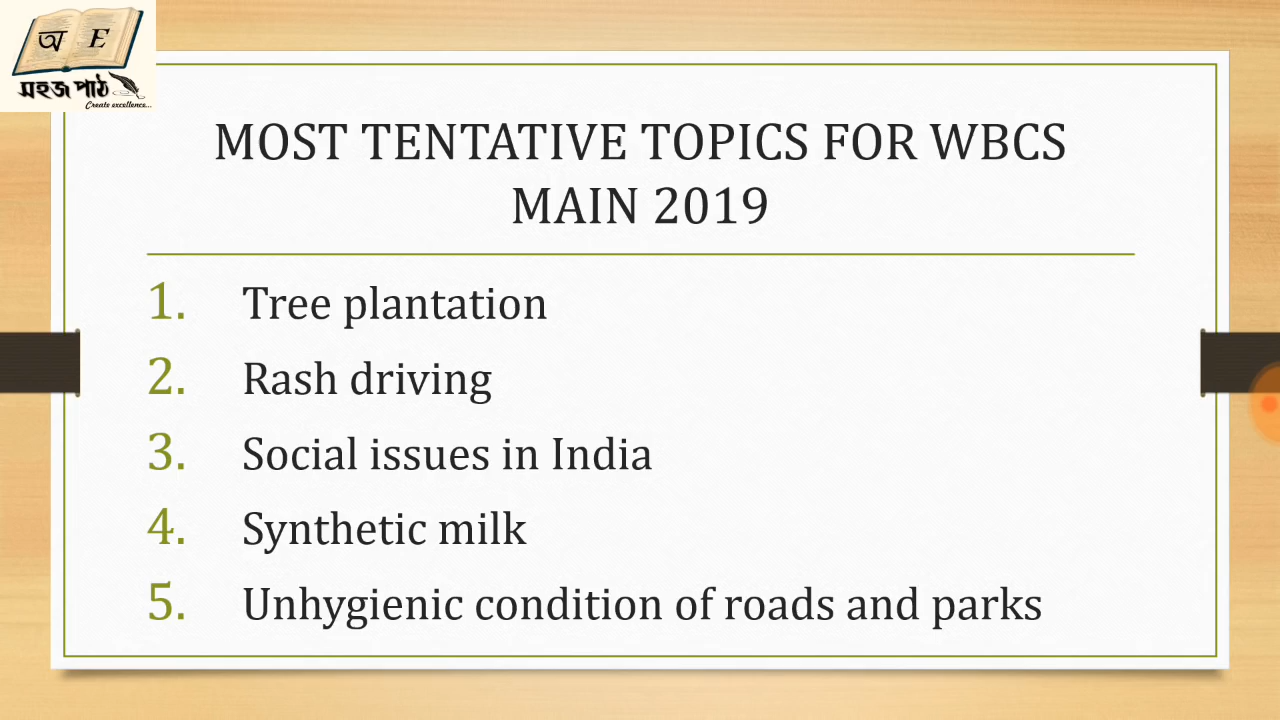 অ E
সহজ পাঠ
Create excellence...
MOST TENTATIVE TOPICS FOR WBCS
MAIN 2019
1. Tree plantation
2. Rash driving
3. Social issues in India
4. Synthetic milk
5. Unhygienic condition of roads and parks